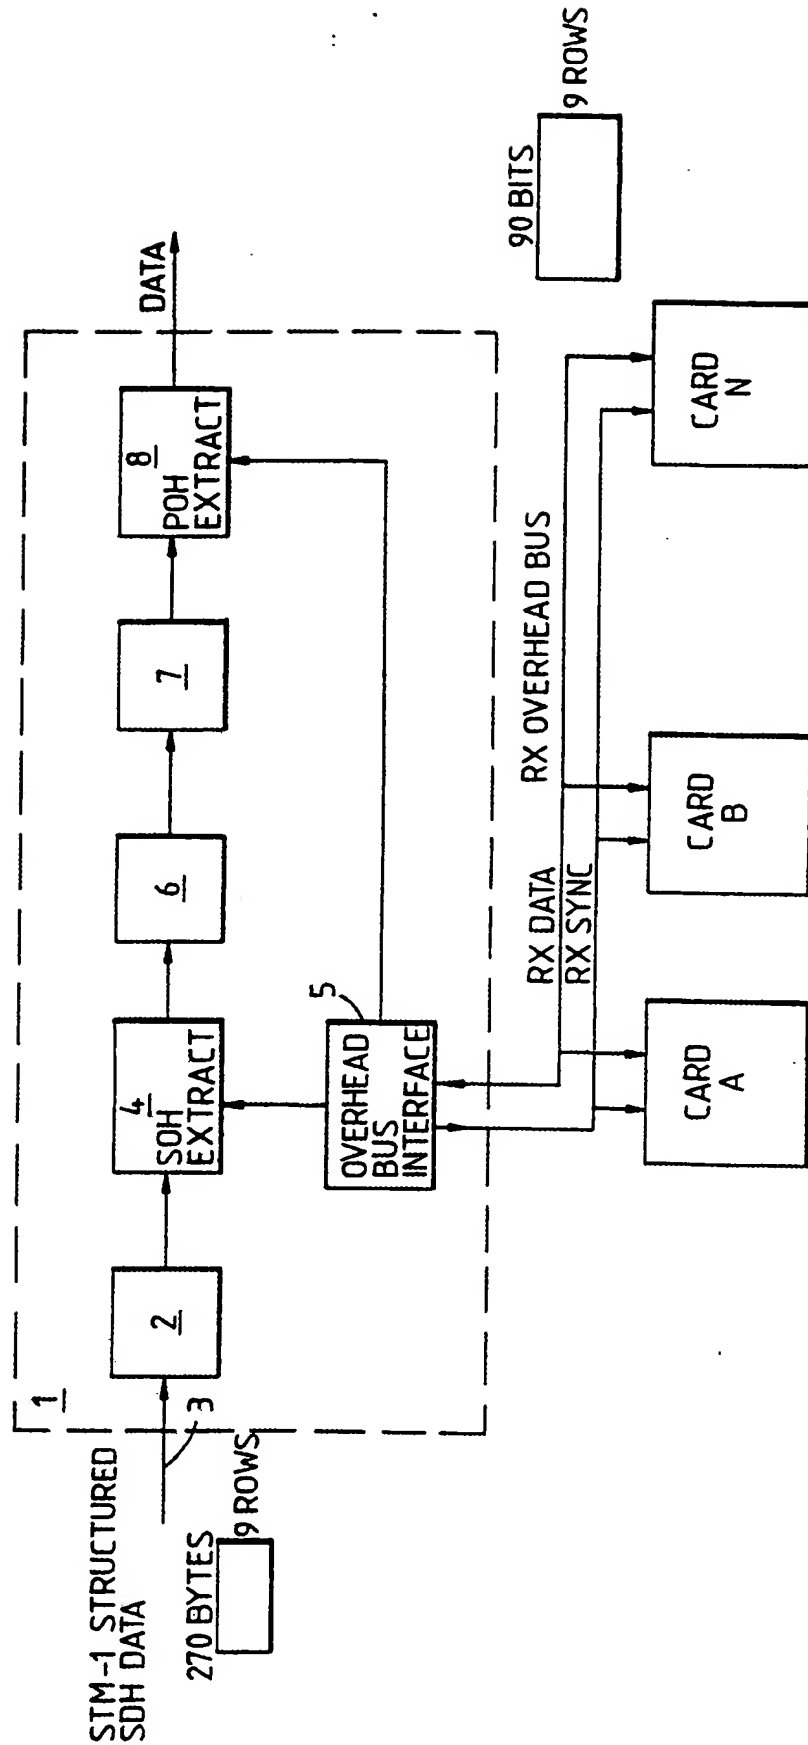 STM-1 STRUCTURED
SDH DATA
270 BYTES
9 ROWS
1
3
2
4
SOH
EXTRACT
6
7
8
POH
EXTRACT
DATA
5
OVERHEAD
BUS
INTERFACE
RX DATA
RX SYNC
RX OVERHEAD BUS
CARD
A
CARD
B
CARD
N
90 BITS
9 ROWS